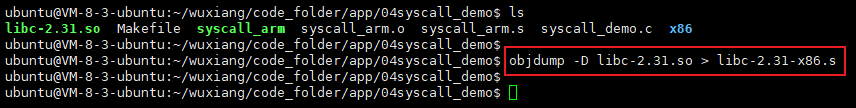 ubuntu@VM-8-3-ubuntu:~/wuxiang/code_folder/app/04syscall_demo$ ls
libc-2.31.so  Makefile  syscall_arm  syscall_arm.o  syscall_arm.s  syscall_demo.c  x86
ubuntu@VM-8-3-ubuntu:~/wuxiang/code_folder/app/04syscall_demo$
ubuntu@VM-8-3-ubuntu:~/wuxiang/code_folder/app/04syscall_demo$ objdump -D libc-2.31.so > libc-2.31-x86.s
ubuntu@VM-8-3-ubuntu:~/wuxiang/code_folder/app/04syscall_demo$
ubuntu@VM-8-3-ubuntu:~/wuxiang/code_folder/app/04syscall_demo$